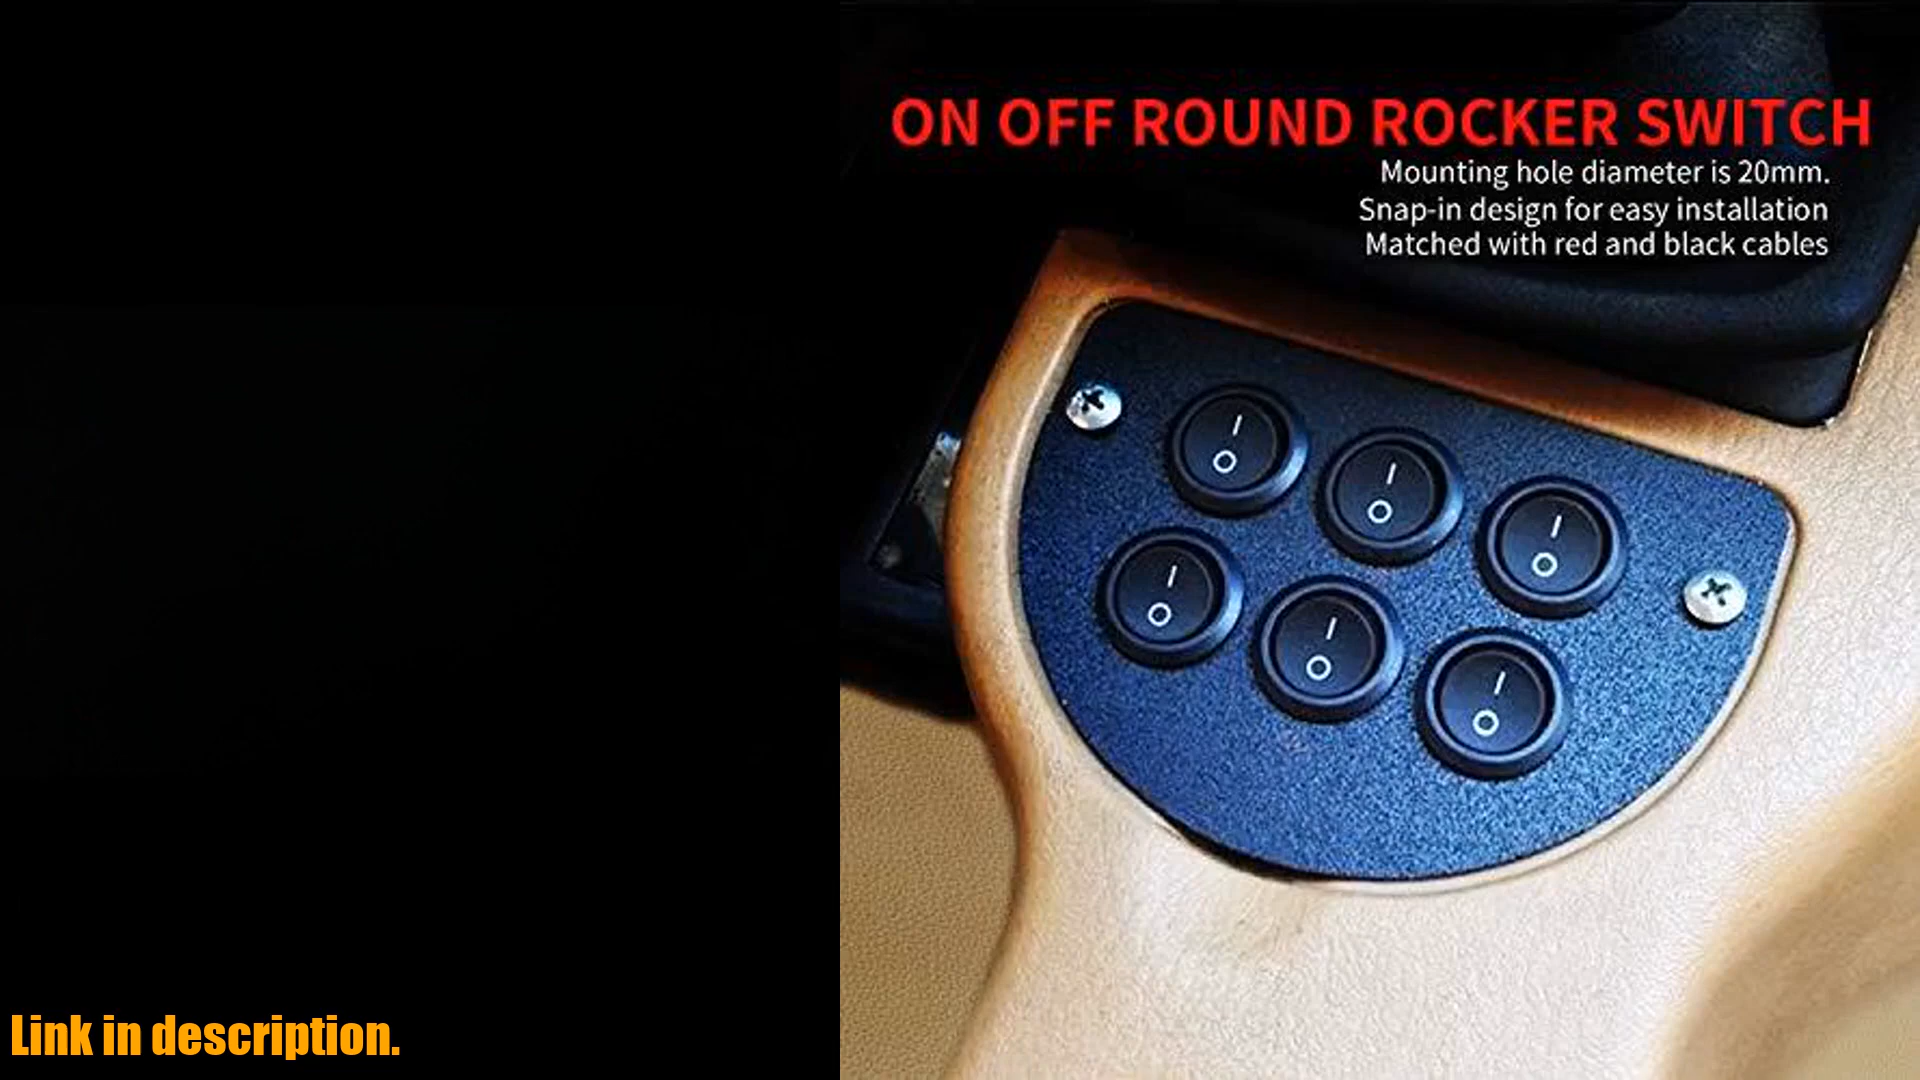 ON OFF ROUND ROCKER SWITCH
Mounting hole diameter is 20mm.
Snap-in design for easy installation
Matched with red and black cables
Link in description.